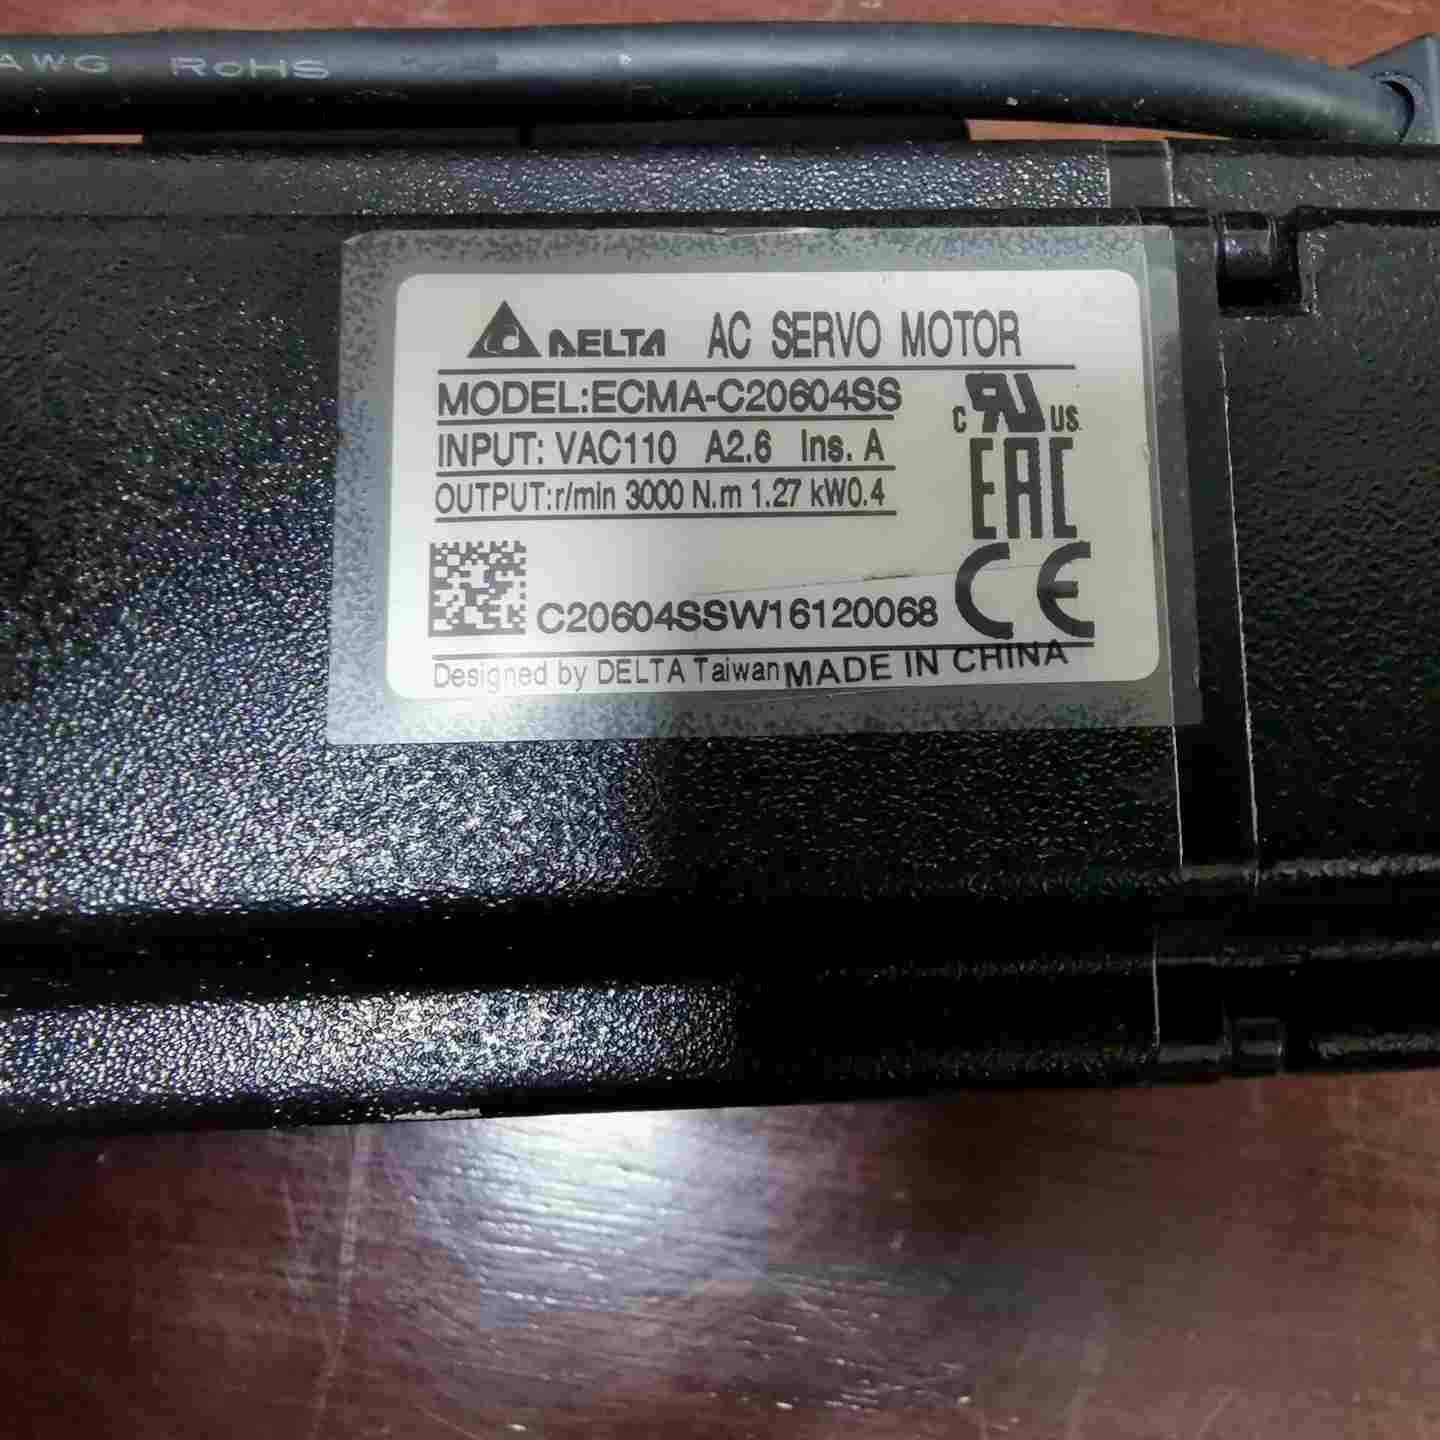 AWG RoHS
DELTA AC SERVO MOTOR
MODEL:ECMA-C20604SS
INPUT: VAC110 A2.6 Ins. A
OUTPUT:r/min 3000 N.m 1.27 kW0.4
C RU US
EAC
CE
C20604SSW16120068
Designed by DELTA Taiwan MADE IN CHINA